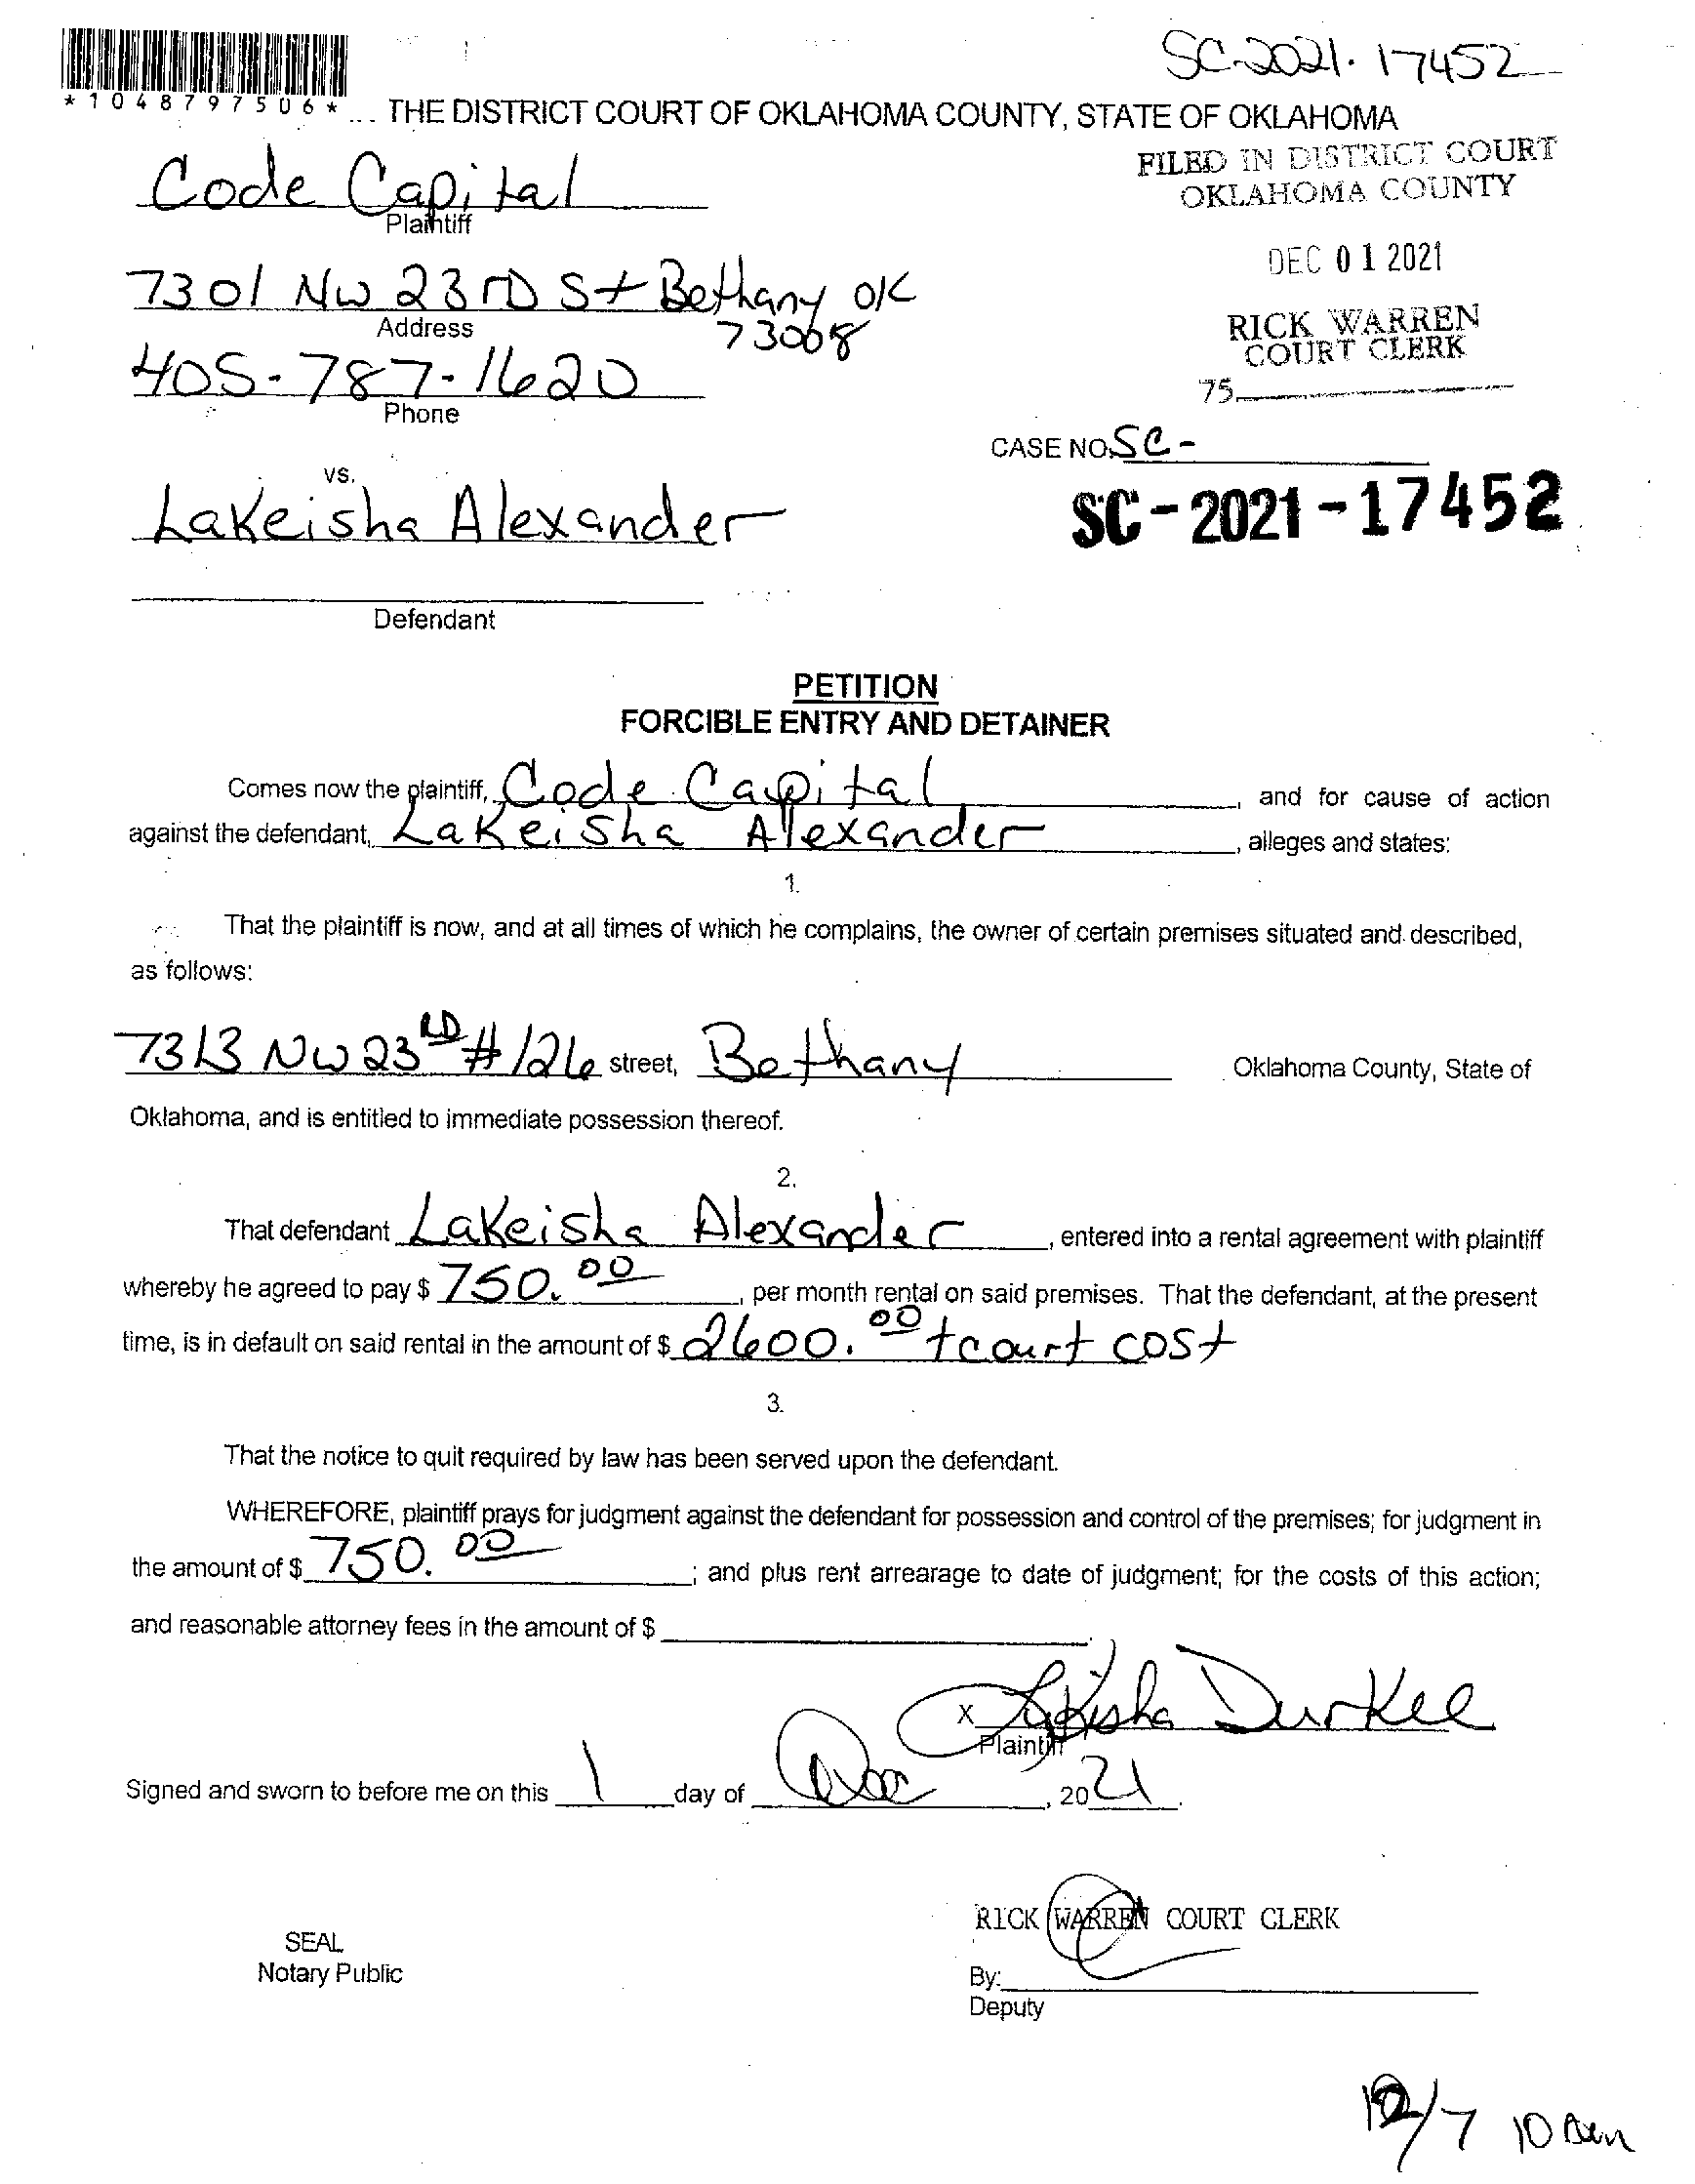 SC-2021-17452
*1048797506* ... THE DISTRICT COURT OF OKLAHOMA COUNTY, STATE OF OKLAHOMA
FILED IN DISTRICT COURT
OKLAHOMA COUNTY
Code Capital
Plaintiff
DEC 01 2021
7301 NW 23rD St Bethany OK
73008
Address
RICK WARREN
COURT CLERK
405-787-1620
Phone
75
CASE NO. SC-
vs.
SC-2021-17452
Lakeisha Alexander
Defendant
PETITION
FORCIBLE ENTRY AND DETAINER
Comes now the plaintiff, Code Capital, and for cause of action
against the defendant, Lakeisha Alexander, alleges and states:
1.
That the plaintiff is now, and at all times of which he complains, the owner of certain premises situated and described,
as follows:
7313 NW 23RD #126 street, Bethany Oklahoma County, State of
Oklahoma, and is entitled to immediate possession thereof.
2.
That defendant Lakeisha Alexander, entered into a rental agreement with plaintiff
whereby he agreed to pay $ 750.00, per month rental on said premises. That the defendant, at the present
time, is in default on said rental in the amount of $ 2600.00 + court cost
3.
That the notice to quit required by law has been served upon the defendant.
WHEREFORE, plaintiff prays for judgment against the defendant for possession and control of the premises; for judgment in
the amount of $ 750.00; and plus rent arrearage to date of judgment; for the costs of this action;
and reasonable attorney fees in the amount of $
X Durkee
Plaintiff
Signed and sworn to before me on this 1 day of Dec, 2021.
RICK WARREN COURT CLERK
SEAL
Notary Public
By:
Deputy
12/7 10am